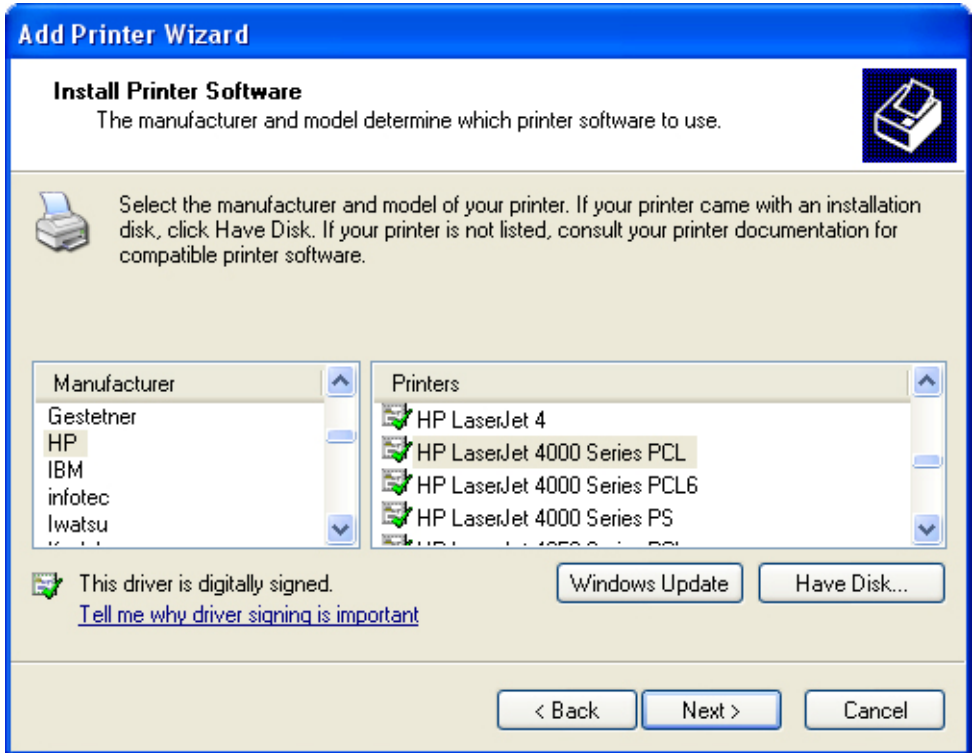 Add Printer Wizard
Install Printer Software
The manufacturer and model determine which printer software to use.
Select the manufacturer and model of your printer. If your printer came with an installation
disk, click Have Disk. If your printer is not listed, consult your printer documentation for
compatible printer software.
Manufacturer
Gestetner
HP
IBM
infotec
Iwatsu
Printers
HP LaserJet 4
HP LaserJet 4000 Series PCL
HP LaserJet 4000 Series PCL6
HP LaserJet 4000 Series PS
This driver is digitally signed.
Tell me why driver signing is important
Windows Update
Have Disk...
< Back
Next >
Cancel